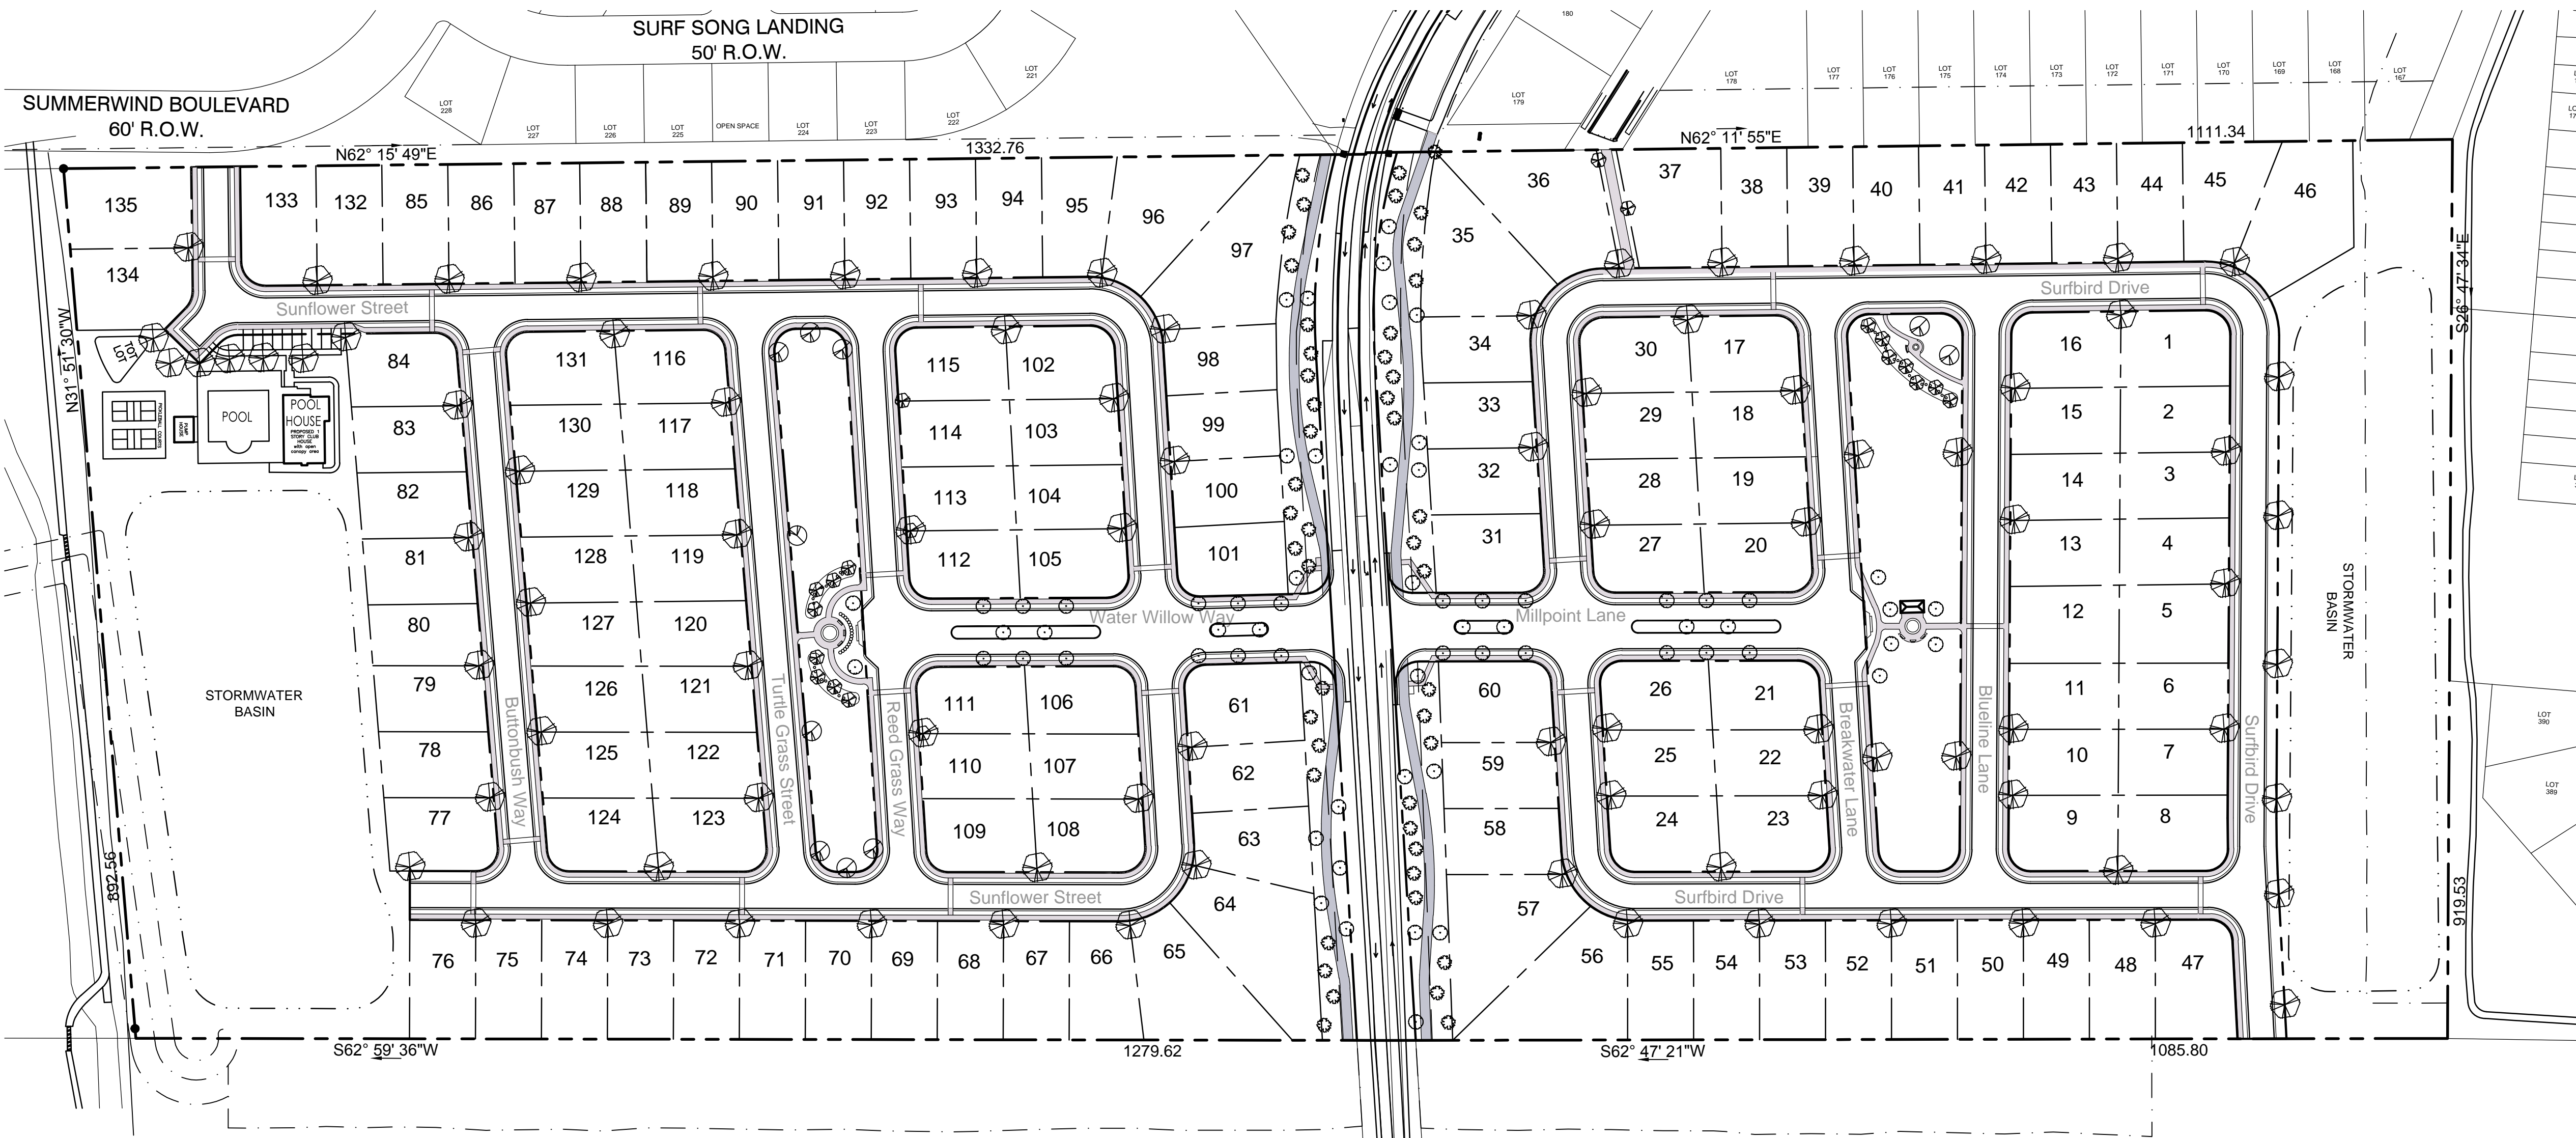 SURF SONG LANDING
50' R.O.W.
SUMMERWIND BOULEVARD
60' R.O.W.
LOT
228
LOT
227
LOT
226
LOT
225
OPEN SPACE
LOT
224
LOT
223
LOT
222
LOT
221
180
LOT
179
LOT
178
LOT
177
LOT
176
LOT
175
LOT
174
LOT
173
LOT
172
LOT
171
LOT
170
LOT
169
LOT
168
LOT
167
N62° 15' 49"E
1332.76
N62° 11' 55"E
1111.34
135
133
132
85
86
87
88
89
90
91
92
93
94
95
96
97
35
36
37
38
39
40
41
42
43
44
45
46
134
Sunflower Street
Surfbird Drive
S26° 47' 34"E
N31° 51' 30"W
TOT
LOT
PICKLEBALL COURTS
PUMP
HOUSE
POOL
POOL
HOUSE
PROPOSED 1
STORY CLUB
HOUSE
with open
canopy area
84
131
116
115
102
98
34
30
17
16
1
83
130
117
114
103
99
33
29
18
15
2
82
129
118
113
104
100
32
28
19
14
3
81
128
119
112
105
101
31
27
20
13
4
80
127
120
Water Willow Way
Millpoint Lane
12
5
STORMWATER
BASIN
STORMWATER
BASIN
79
126
121
111
106
61
60
26
21
11
6
78
125
122
110
107
62
59
25
22
10
7
77
124
123
109
108
63
58
24
23
9
8
Buttonbush Way
Turtle Grass Street
Reed Grass Way
Breakwater Lane
Blueline Lane
Surfbird Drive
LOT
390
LOT
389
892.56
919.53
Sunflower Street
Surfbird Drive
64
57
76
75
74
73
72
71
70
69
68
67
66
65
56
55
54
53
52
51
50
49
48
47
S62° 59' 36"W
1279.62
S62° 47' 21"W
1085.80